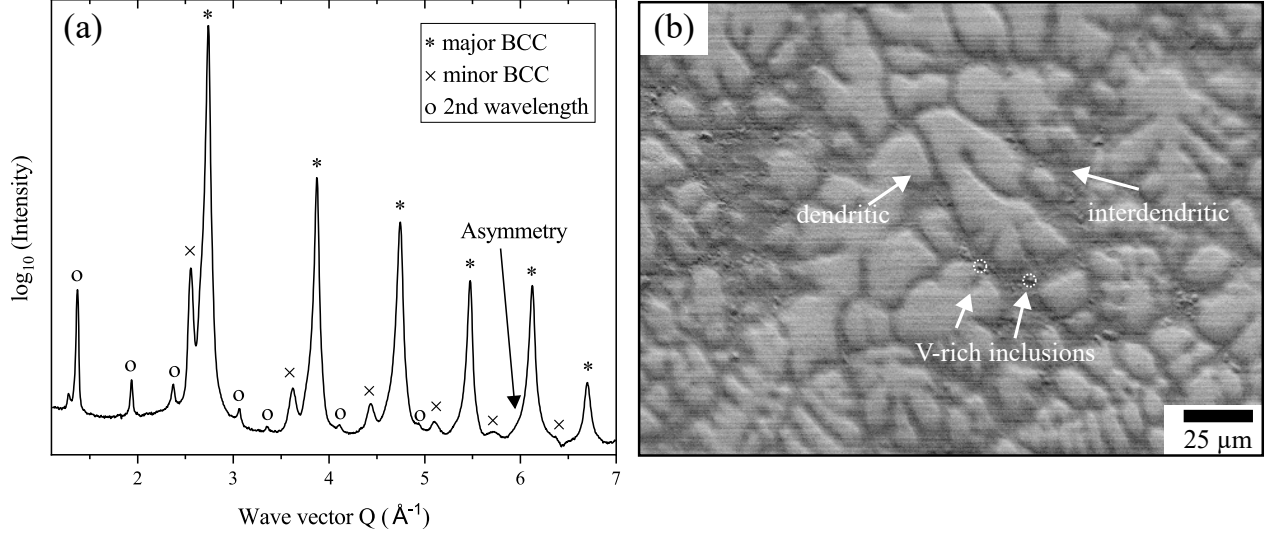 (a)
* major BCC
× minor BCC
o 2nd wavelength
*
*
*
Asymmetry
*
*
*
×
×
×
×
×
×
o
o
o
o
o
o
o
log10 (Intensity)
2 3 4 5 6 7
Wave vector Q (Å-1)
(b)
dendritic
interdendritic
V-rich inclusions
25 μm